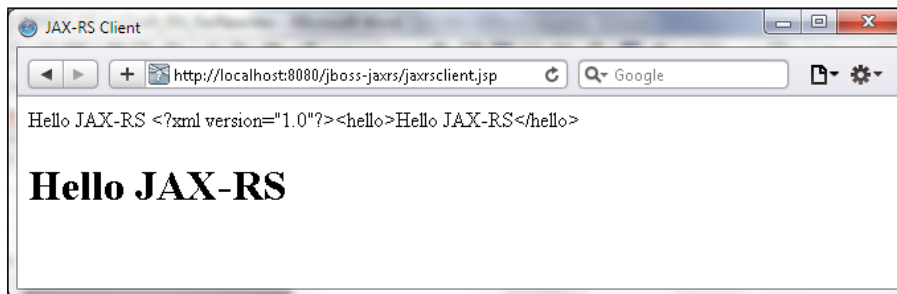 JAX-RS Client
http://localhost:8080/jboss-jaxrs/jaxrsclient.jsp
Google
Hello JAX-RS <?xml version="1.0"?><hello>Hello JAX-RS</hello>
Hello JAX-RS